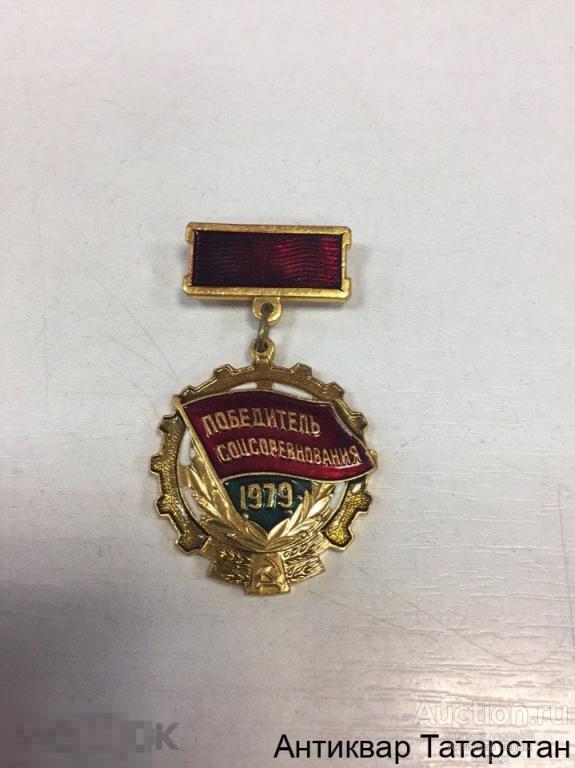 ПОБЕДИТЕЛЬ
СОЦСОРЕВНОВАНИЯ
1979
Auction.ru
Антиквар Татарстан